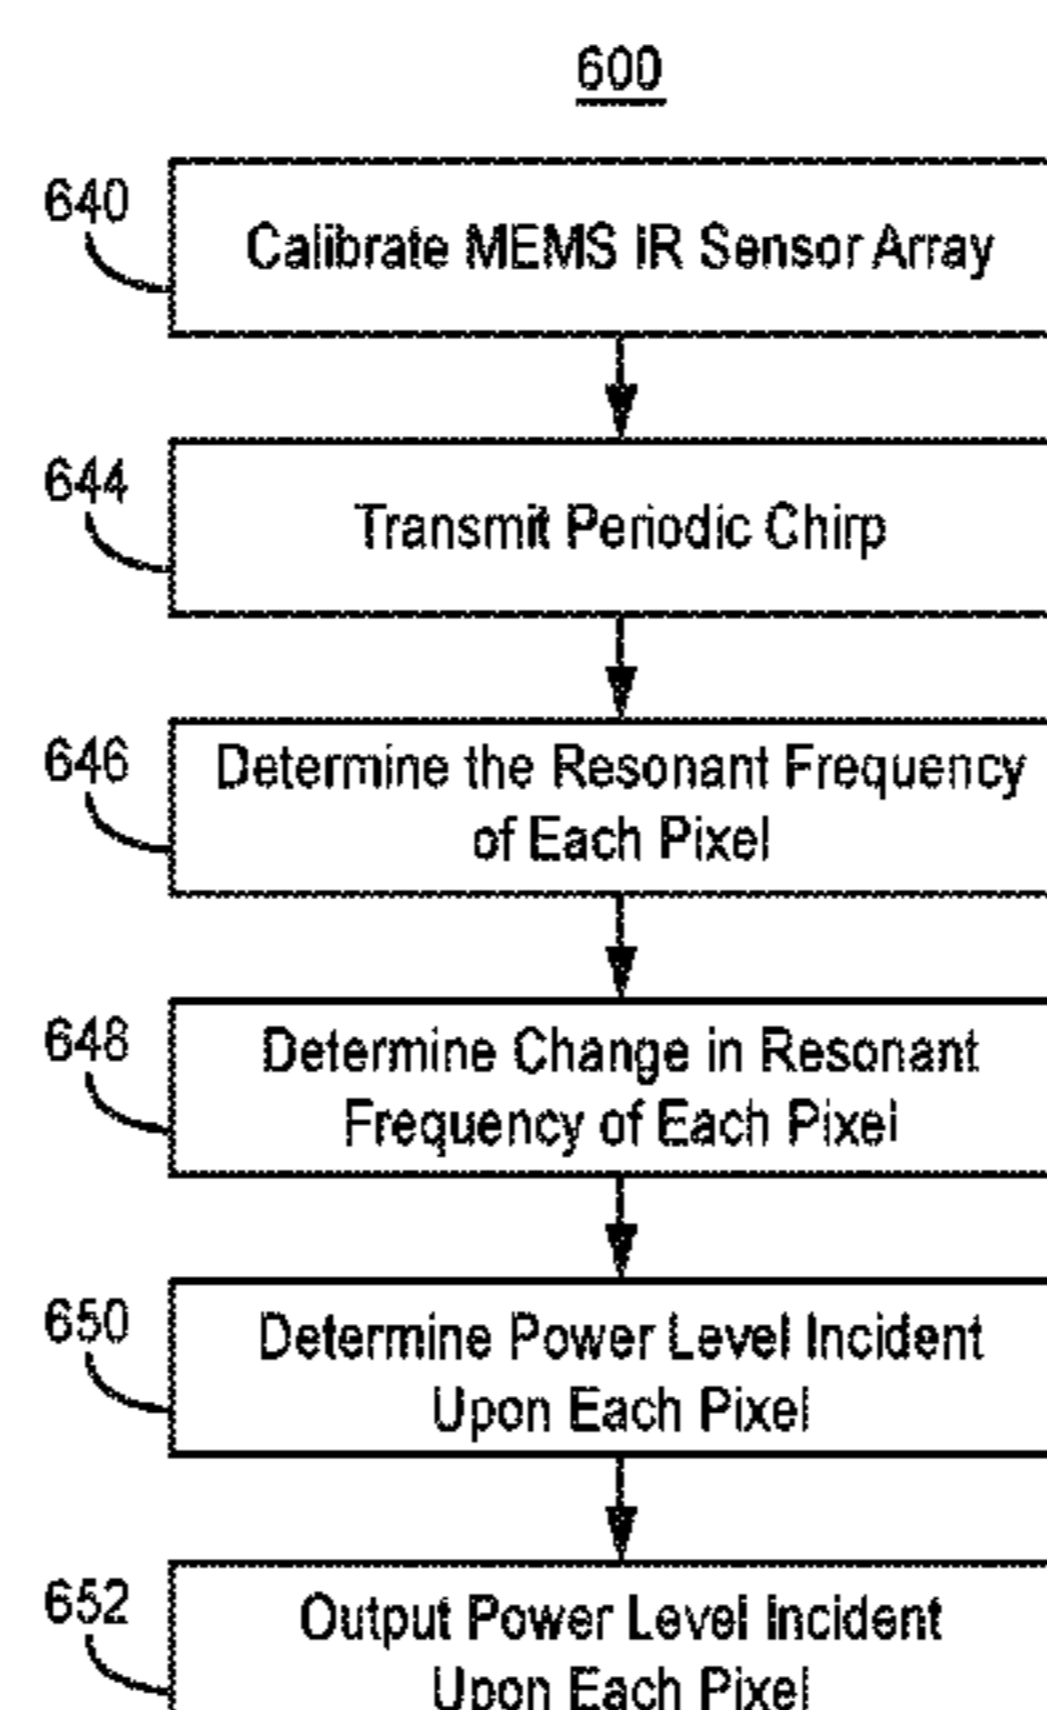 600
640
Calibrate MEMS IR Sensor Array
644
Transmit Periodic Chirp
646
Determine the Resonant Frequency
of Each Pixel
648
Determine Change in Resonant
Frequency of Each Pixel
650
Determine Power Level Incident
Upon Each Pixel
652
Output Power Level Incident
Upon Each Pixel